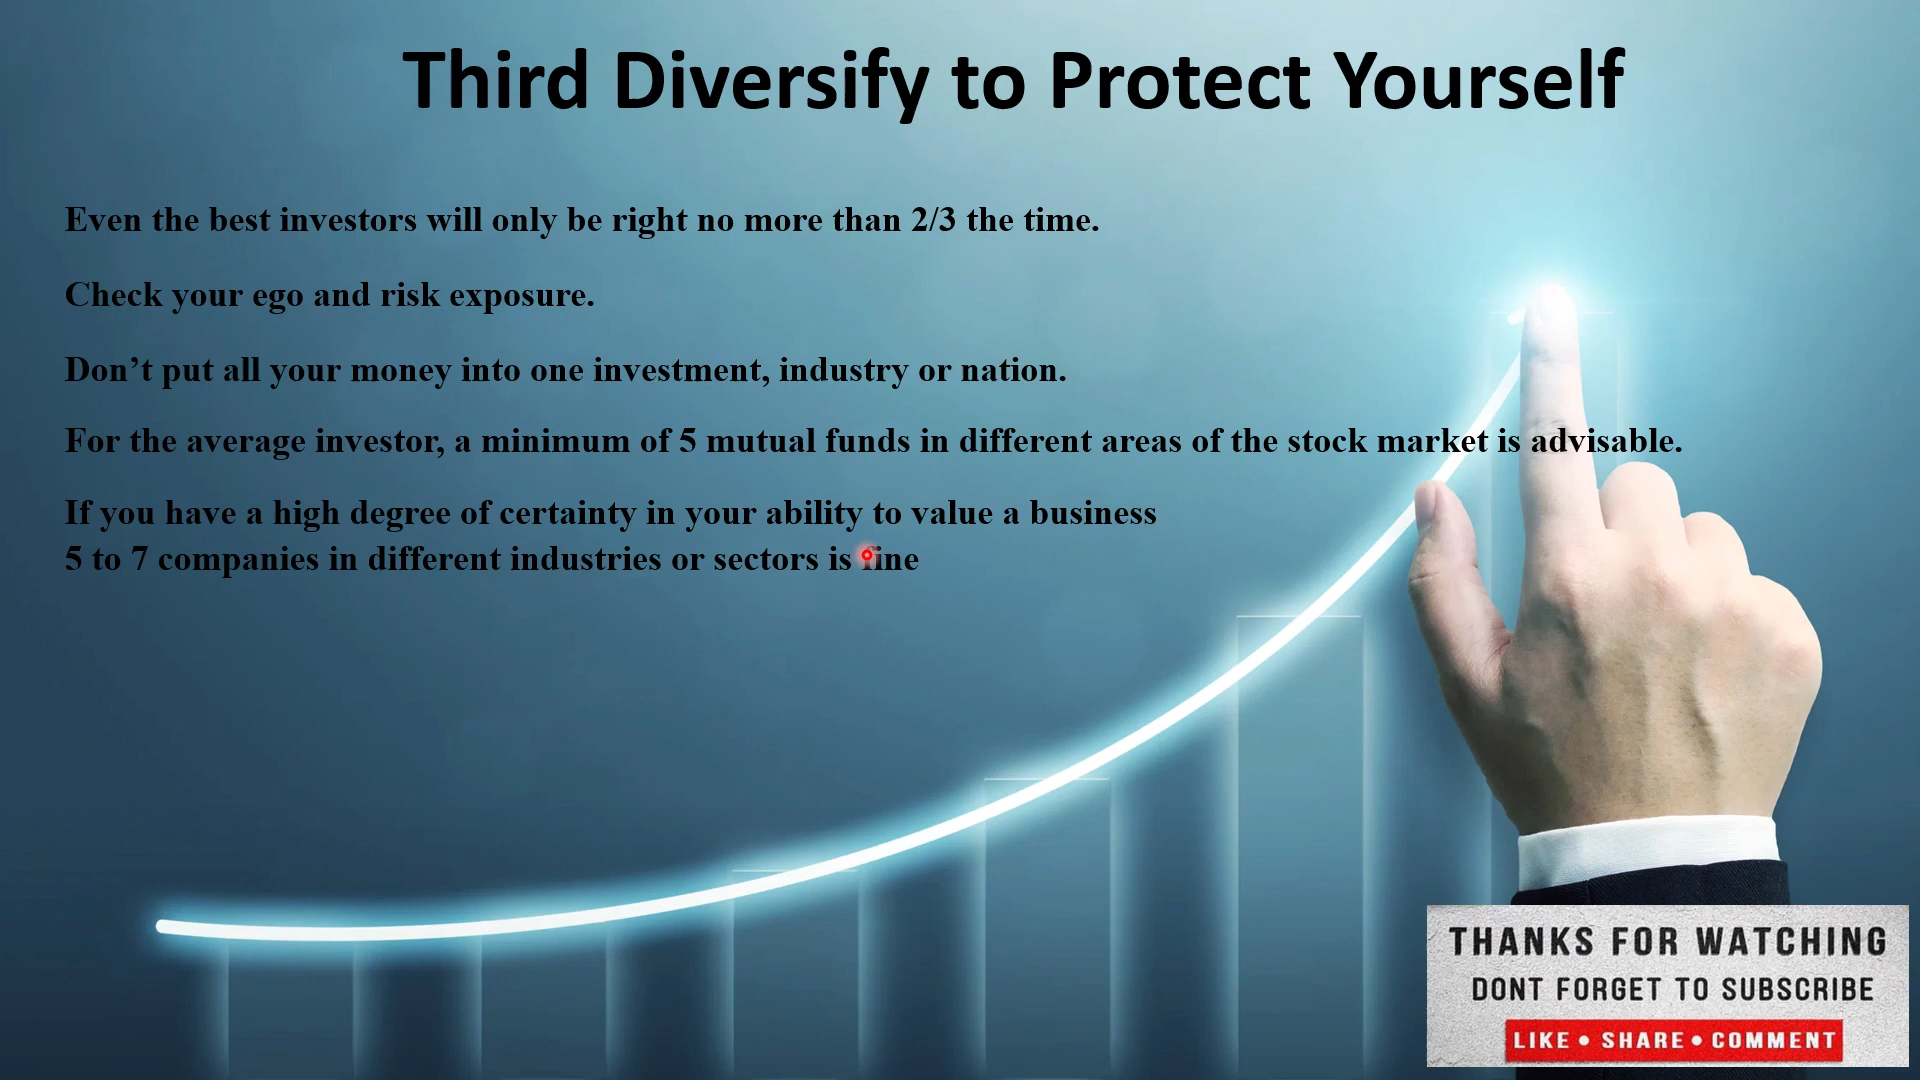 Third Diversify to Protect Yourself
Even the best investors will only be right no more than 2/3 the time.
Check your ego and risk exposure.
Don’t put all your money into one investment, industry or nation.
For the average investor, a minimum of 5 mutual funds in different areas of the stock market is advisable.
If you have a high degree of certainty in your ability to value a business
5 to 7 companies in different industries or sectors is fine
THANKS FOR WATCHING
DONT FORGET TO SUBSCRIBE
LIKE • SHARE • COMMENT